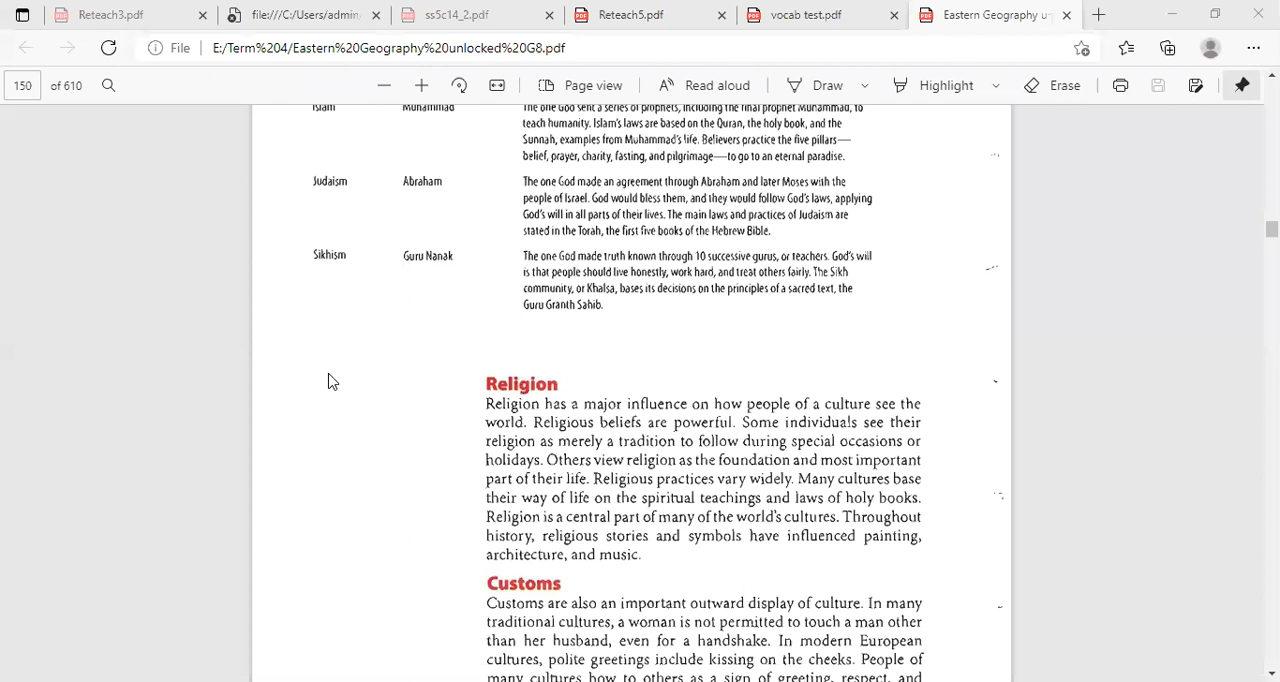 Reteach3.pdf
file:///C:/Users/admin/
ss5c14_2.pdf
Reteach5.pdf
vocab test.pdf
Eastern Geography u
File
E:/Term%204/Eastern%20Geography%20unlocked%20G8.pdf
150 of 610
Page view
Read aloud
Draw
Highlight
Erase
Islam Muhammad The one God sent a series of prophets, including the final prophet Muhammad, to
teach humanity. Islam's laws are based on the Quran, the holy book, and the
Sunnah, examples from Muhammad's life. Believers practice the five pillars—
belief, prayer, charity, fasting, and pilgrimage—to go to an eternal paradise.
Judaism Abraham The one God made an agreement through Abraham and later Moses with the
people of Israel. God would bless them, and they would follow God's laws, applying
God's will in all parts of their lives. The main laws and practices of Judaism are
stated in the Torah, the first five books of the Hebrew Bible.
Sikhism Guru Nanak The one God made truth known through 10 successive gurus, or teachers. God's will
is that people should live honestly, work hard, and treat others fairly. The Sikh
community, or Khalsa, bases its decisions on the principles of a sacred text, the
Guru Granth Sahib.
Religion
Religion has a major influence on how people of a culture see the
world. Religious beliefs are powerful. Some individuals see their
religion as merely a tradition to follow during special occasions or
holidays. Others view religion as the foundation and most important
part of their life. Religious practices vary widely. Many cultures base
their way of life on the spiritual teachings and laws of holy books.
Religion is a central part of many of the world's cultures. Throughout
history, religious stories and symbols have influenced painting,
architecture, and music.
Customs
Customs are also an important outward display of culture. In many
traditional cultures, a woman is not permitted to touch a man other
than her husband, even for a handshake. In modern European
cultures, polite greetings include kissing on the cheeks. People of
many cultures bow to others as a sign of greeting, respect, and